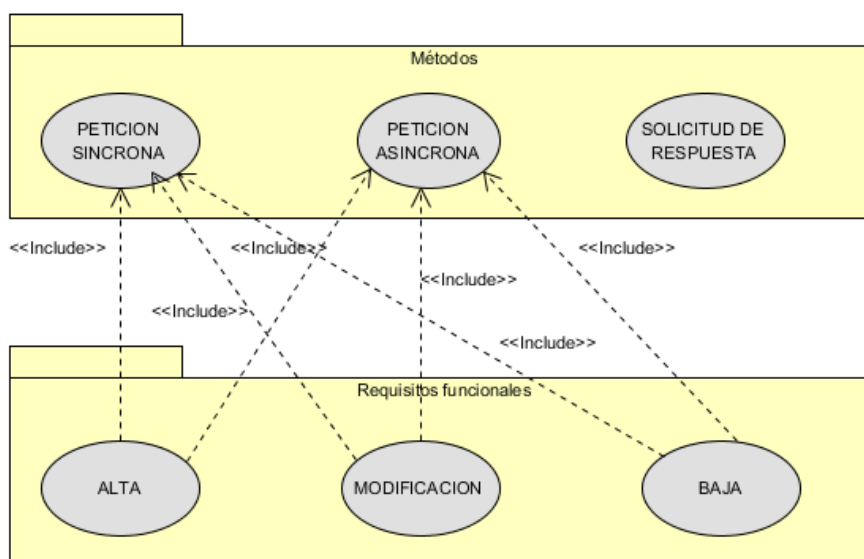 Métodos
PETICION
SINCRONA
PETICION
ASINCRONA
SOLICITUD DE
RESPUESTA
<<Include>>
<<Include>>
<<Include>>
<<Include>>
<<Include>>
<<Include>>
Requisitos funcionales
ALTA
MODIFICACION
BAJA